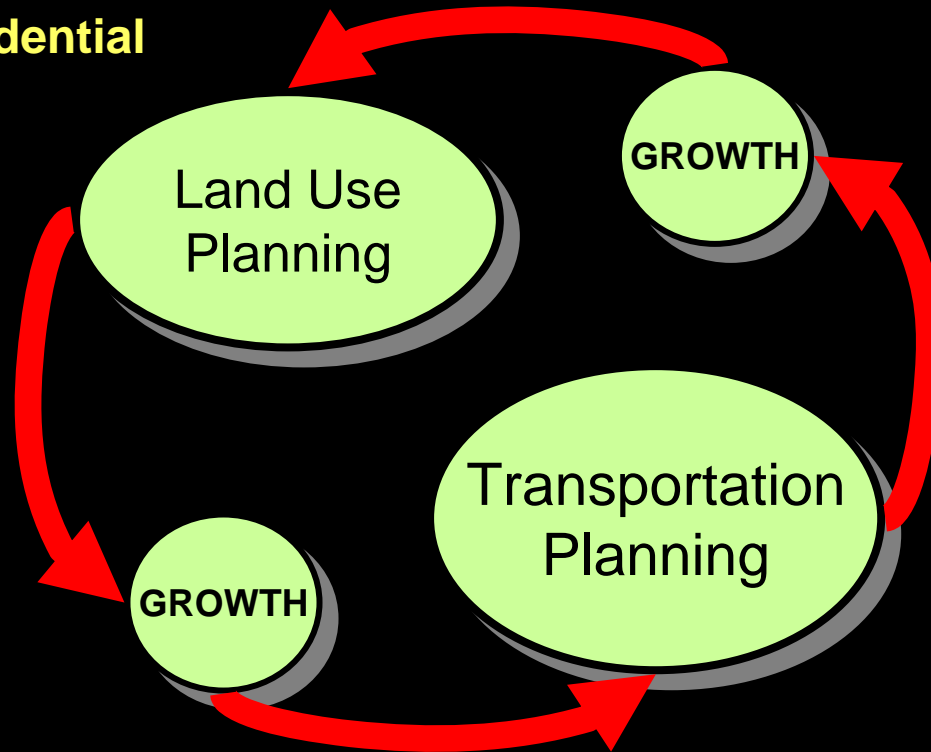 dential
GROWTH
Land Use
Planning
Transportation
Planning
GROWTH